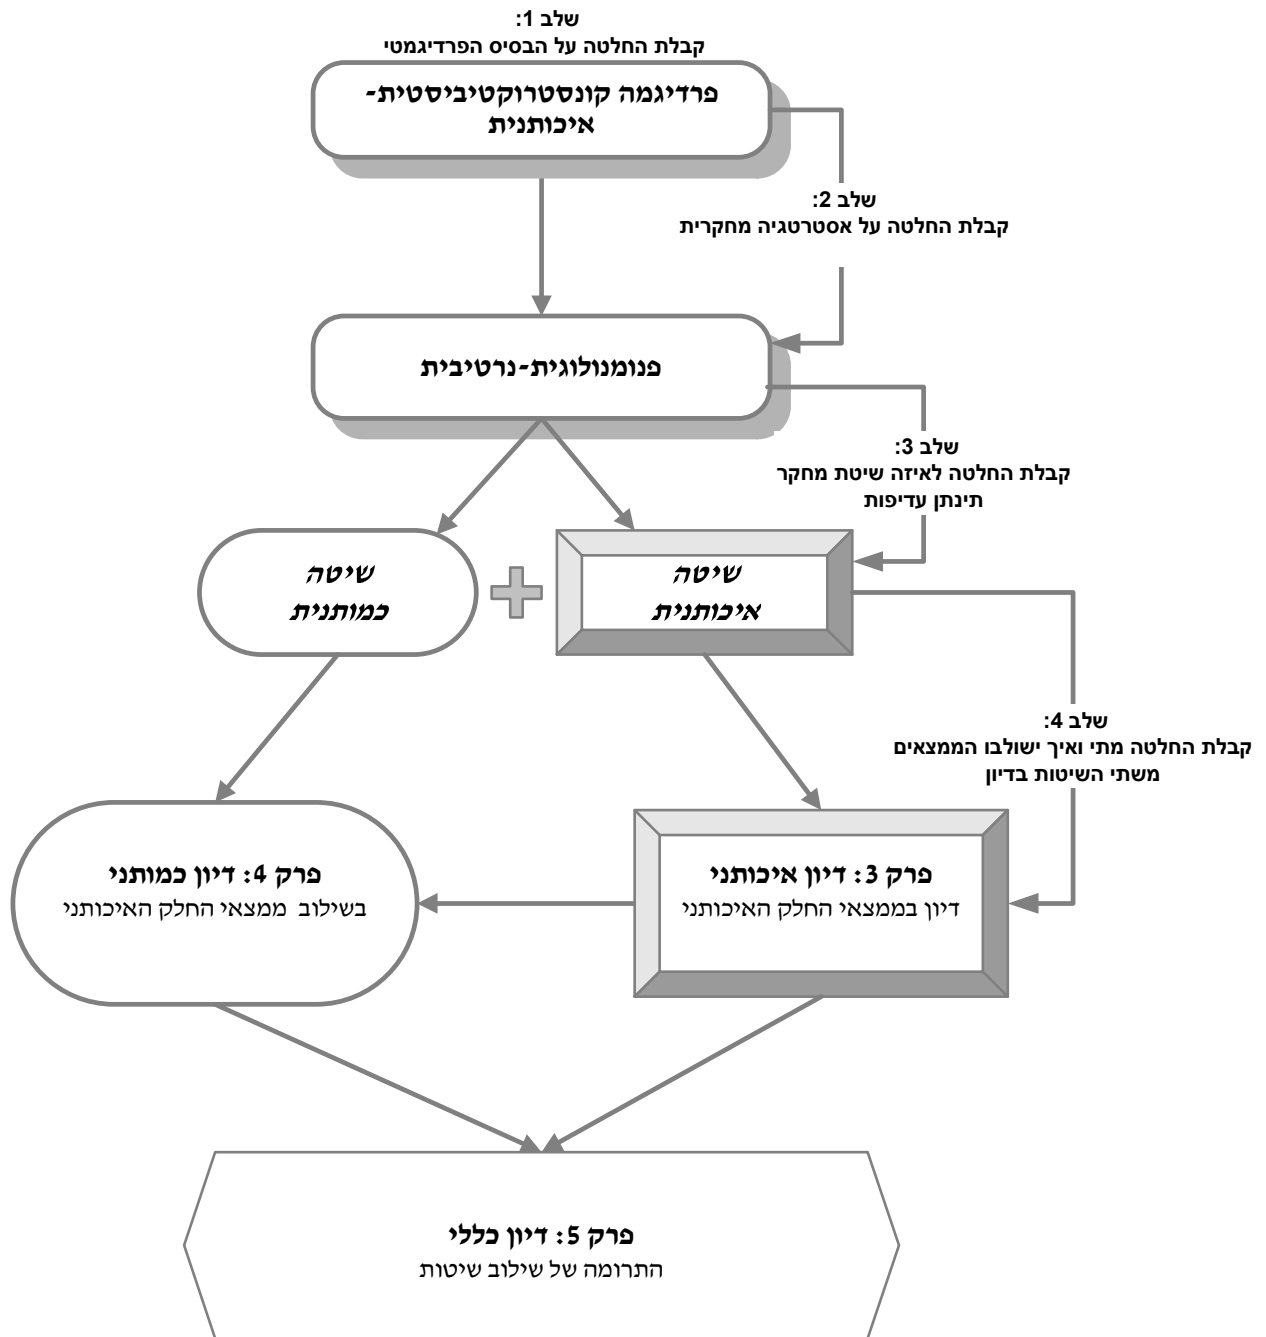 שלב 1:
קבלת החלטה על הבסיס הפרדיגמטי
פרדיגמה קונסטרוקטיביסטית-
איכותנית
שלב 2:
קבלת החלטה על אסטרטגיה מחקרית
פנומנולוגית-נרטיבית
שלב 3:
קבלת החלטה לאיזה שיטת מחקר
תינתן עדיפות
שיטה
איכותנית
שיטה
כמותנית
שלב 4:
קבלת החלטה מתי ואיך ישולבו הממצאים
משתי השיטות בדיון
פרק 3: דיון איכותני
דיון בממצאי החלק האיכותני
פרק 4: דיון כמותני
בשילוב ממצאי החלק האיכותני
פרק 5: דיון כללי
התרומה של שילוב שיטות